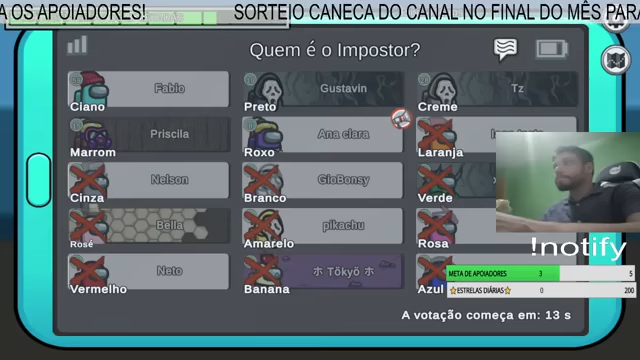 A OS APOIADORES! SORTEIO CANECA DO CANAL NO FINAL DO MÊS PARA
Quem é o Impostor?
Fabio Gustavin Tz
Ciano Preto Creme
Priscila Ana clara
Marrom Roxo Laranja
Nelson GioBonsy
Cinza Branco Verde
Bella pikachu
Rosé Amarelo Rosa
!notify
Neto ホ Tökyö ホ META DE APOIADORES 3 5
Vermelho Banana Azul ESTRELAS DIÁRIAS 0 200
A votação começa em: 13 s